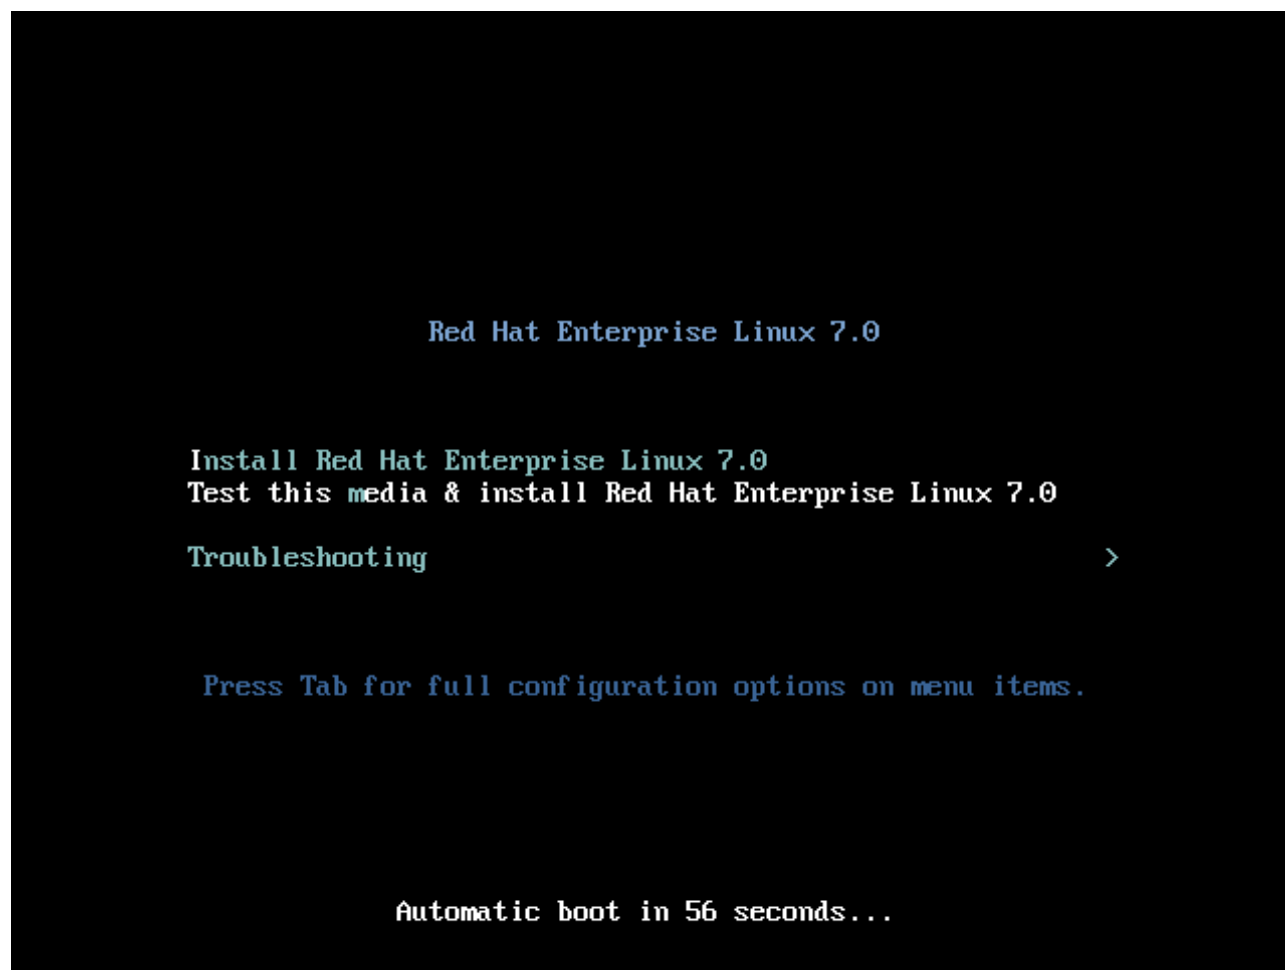 Red Hat Enterprise Linux 7.0
Install Red Hat Enterprise Linux 7.0
Test this media & install Red Hat Enterprise Linux 7.0
Troubleshooting >
Press Tab for full configuration options on menu items.
Automatic boot in 56 seconds...